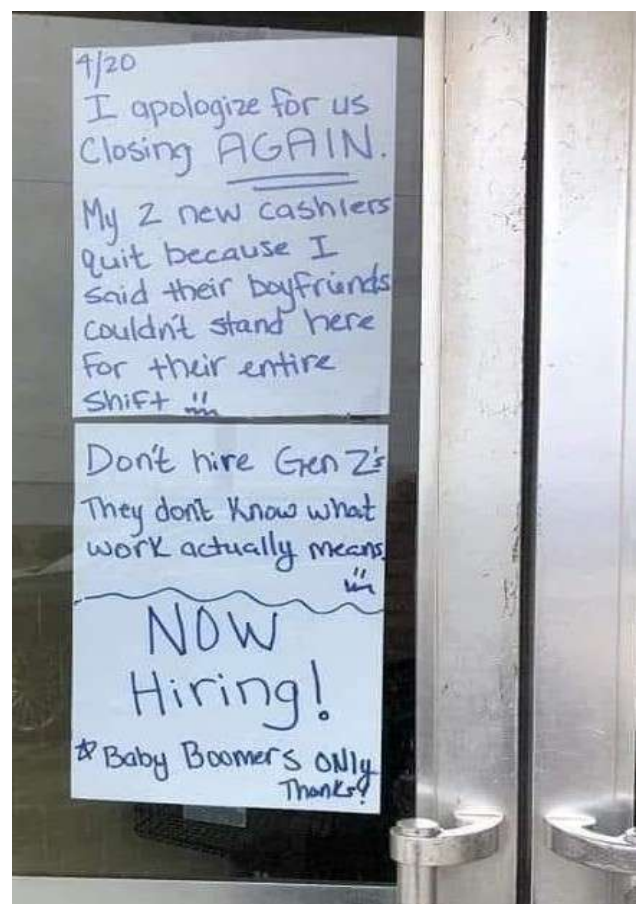 4/20
I apologize for us
Closing AGAIN.
My 2 new cashiers
quit because I
said their boyfriends
couldn't stand here
for their entire
shift
Don't hire Gen Z's
They don't know what
work actually means.
NOW
Hiring!
Baby Boomers ONly
Thanks!